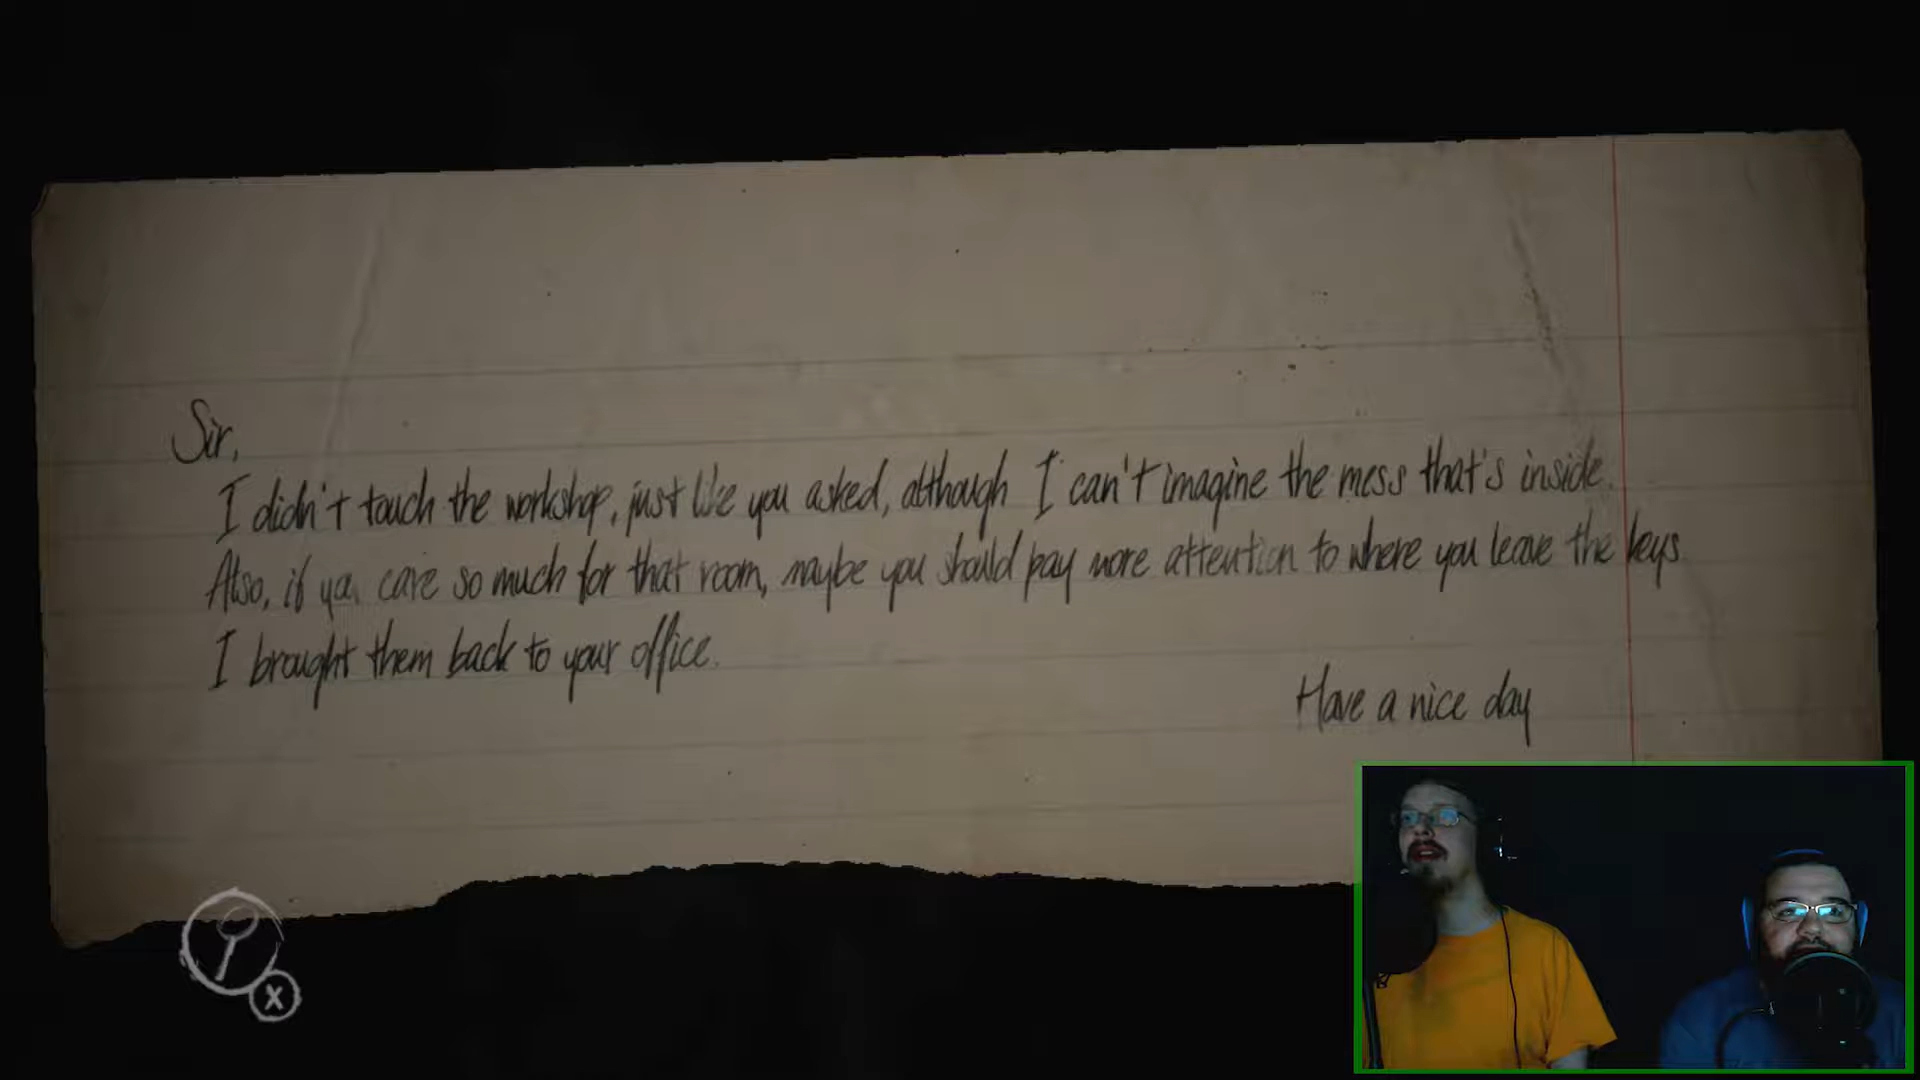 Sir,
I didn't touch the workshop, just like you asked, although I can't imagine the mess that's inside.
Also, if you care so much for that room, maybe you should pay more attention to where you leave the keys
I brought them back to your office.
Have a nice day
X